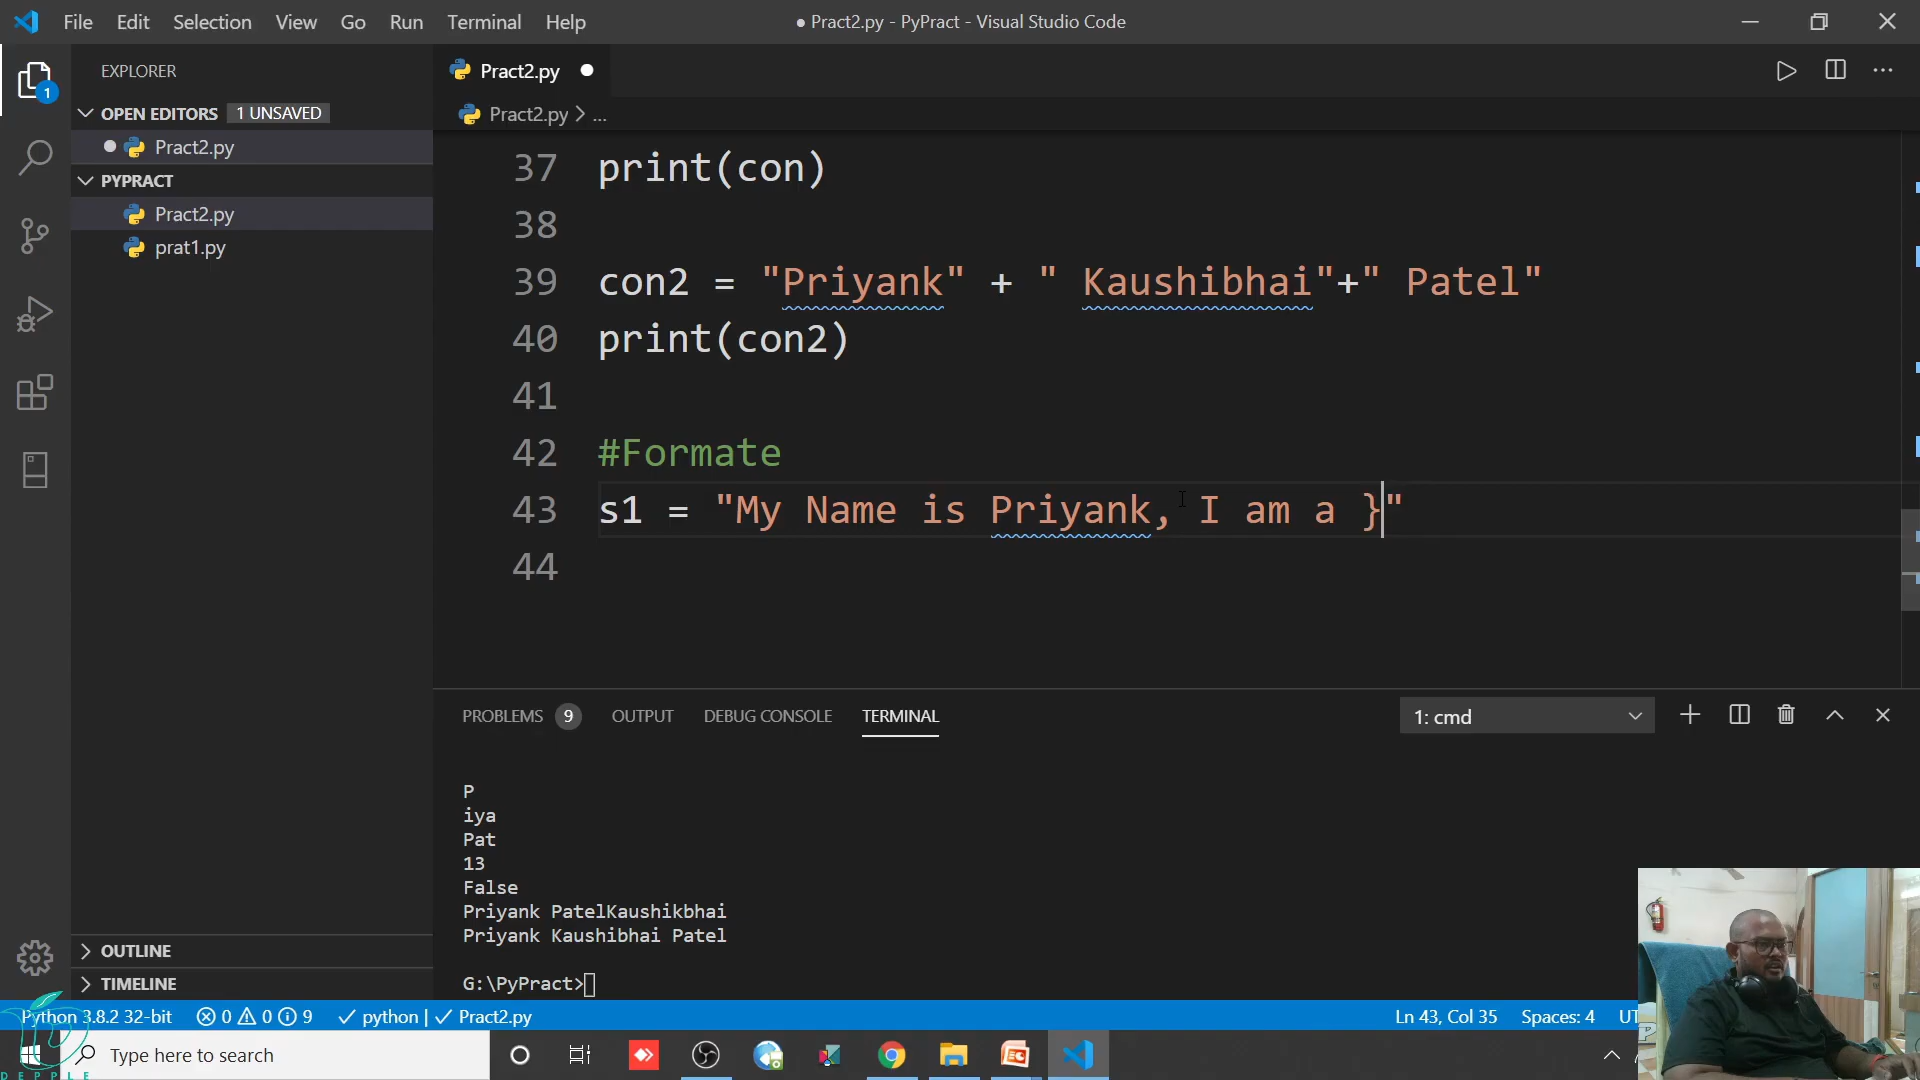 File Edit Selection View Go Run Terminal Help
● Pract2.py - PyPract - Visual Studio Code
EXPLORER
OPEN EDITORS 1 UNSAVED
Pract2.py
PYPRACT
Pract2.py
prat1.py
OUTLINE
TIMELINE
1
Pract2.py
Pract2.py > ...
37 print(con)
38
39 con2 = "Priyank" + " Kaushibhai"+" Patel"
40 print(con2)
41
42 #Formate
43 s1 = "My Name is Priyank, I am a }"
44
PROBLEMS 9 OUTPUT DEBUG CONSOLE TERMINAL
1: cmd
P
iya
Pat
13
False
Priyank PatelKaushikbhai
Priyank Kaushibhai Patel
G:\PyPract>
Python 3.8.2 32-bit 0 0 9 python | Pract2.py
Ln 43, Col 35 Spaces: 4
Type here to search
DEPPLE